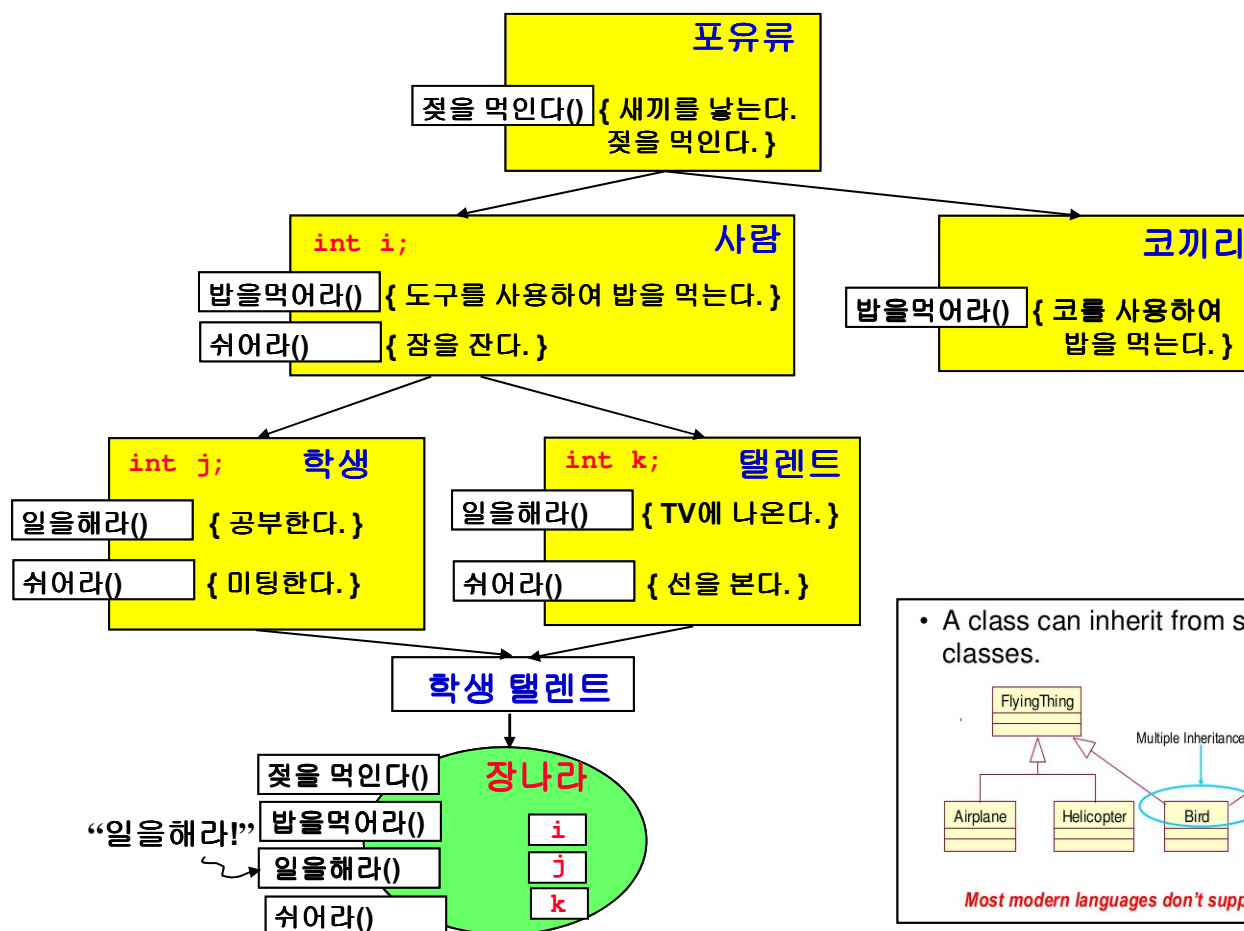 포유류
젖을 먹인다() { 새끼를 낳는다.
젖을 먹인다. }
int i; 사람
밥을먹어라() { 도구를 사용하여 밥을 먹는다. }
쉬어라() { 잠을 잔다. }
코끼리
밥을먹어라() { 코를 사용하여
밥을 먹는다. }
int j; 학생
일을해라() { 공부한다. }
쉬어라() { 미팅한다. }
int k; 탤렌트
일을해라() { TV에 나온다. }
쉬어라() { 선을 본다. }
학생 탤렌트
장나라
젖을 먹인다()
밥을먹어라()
“일을해라!”
일을해라()
쉬어라()
i
j
k
• A class can inherit from
classes.
FlyingThing
Multiple Inheritance
Airplane
Helicopter
Bird
Most modern languages don't